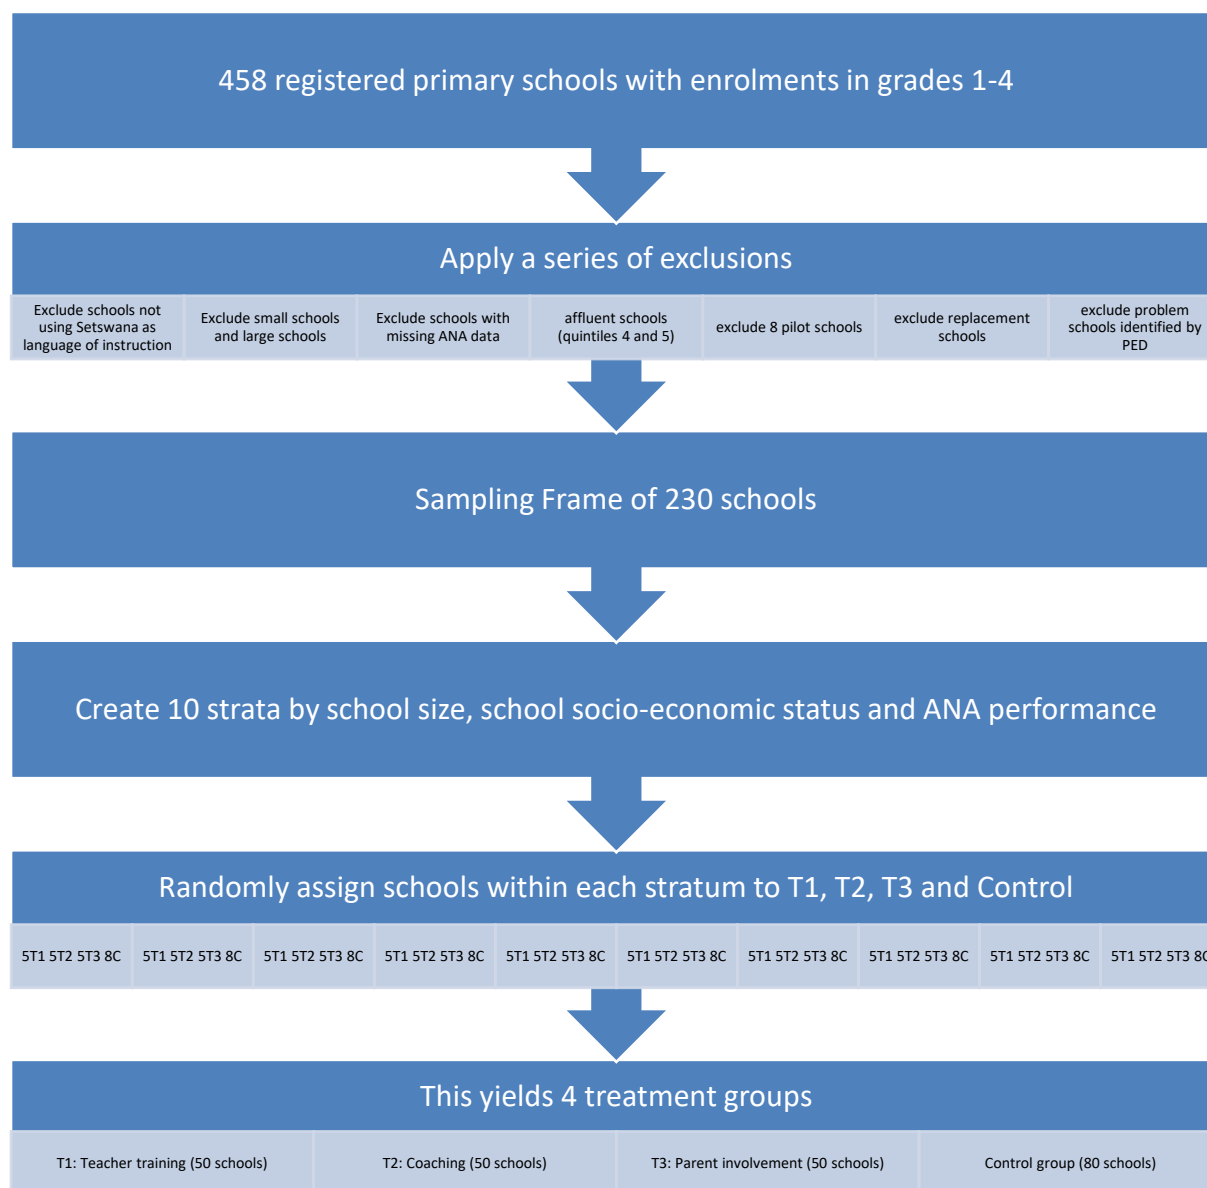 458 registered primary schools with enrolments in grades 1-4
Apply a series of exclusions
Exclude schools not
using Setswana as
language of instruction
Exclude small schools
and large schools
Exclude schools with
missing ANA data
affluent schools
(quintiles 4 and 5)
exclude 8 pilot schools
exclude replacement
schools
exclude problem
schools identified by
PED
Sampling Frame of 230 schools
Create 10 strata by school size, school socio-economic status and ANA performance
Randomly assign schools within each stratum to T1, T2, T3 and Control
5T1 5T2 5T3 8C
5T1 5T2 5T3 8C
5T1 5T2 5T3 8C
5T1 5T2 5T3 8C
5T1 5T2 5T3 8C
5T1 5T2 5T3 8C
5T1 5T2 5T3 8C
5T1 5T2 5T3 8C
5T1 5T2 5T3 8C
5T1 5T2 5T3 8C
This yields 4 treatment groups
T1: Teacher training (50 schools)
T2: Coaching (50 schools)
T3: Parent involvement (50 schools)
Control group (80 schools)